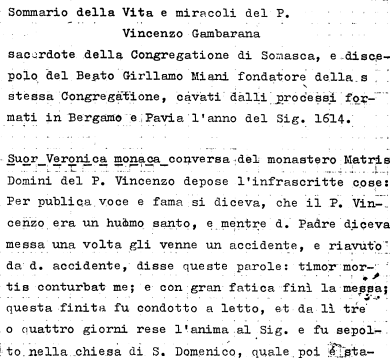 Sommario della Vita e miracoli del P.
Vincenzo Gambarana
sacerdote della Congregatione di Somasca, e disce-
polo del Beato Girllamo Miani fondatore della s
stessa Congregatione, cavati dalli processi for-
mati in Bergamo e Pavia l'anno del Sig. 1614.
Suor Veronica monaca conversa del monastero Matris
Domini del P. Vincenzo depose l'infrascritte cose:
Per publica voce e fama si diceva, che il P. Vin-
cenzo era un huomo santo, e mentre d. Padre diceva
messa una volta gli venne un accidente, e riavuto
da d. accidente, disse queste parole: timor mor-
tis conturbat me; e con gran fatica finì la messa;
questa finita fu condotto a letto, et da lì tre
o quattro giorni rese l'anima al Sig. e fu sepol-
to nella chiesa di S. Domenico, quale poi è sta-